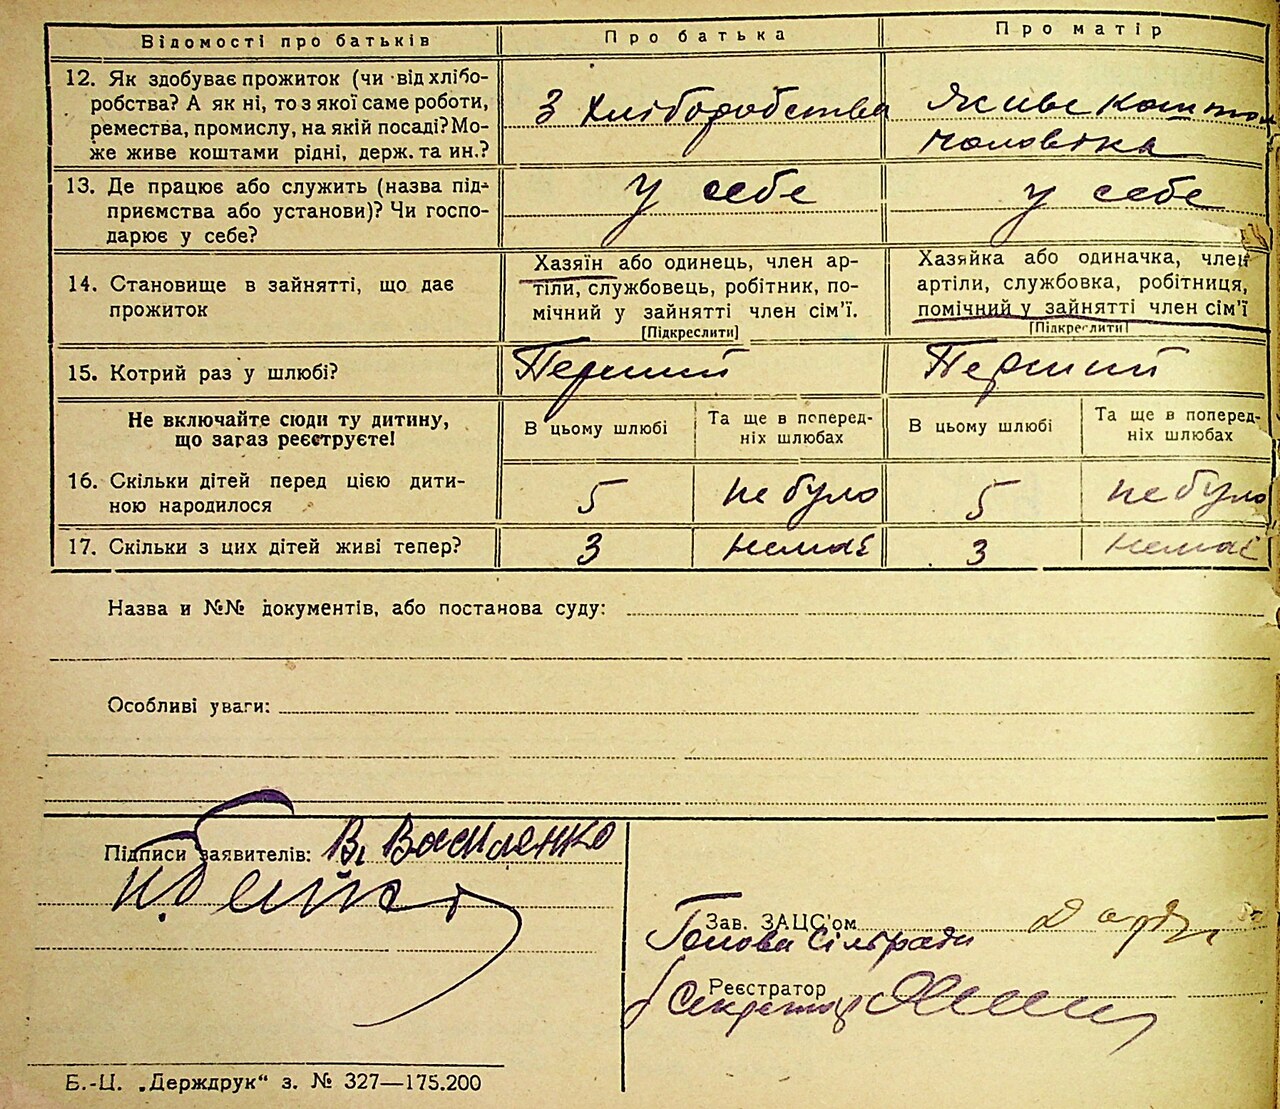 Відомості про батьків
Про батька
Про матір
12. Як здобуває прожиток (чи від хлібо-
робства? А як ні, то з якої саме роботи,
ремества, промислу, на якій посаді? Мо-
же живе коштами рідні, держ. та ин.?
З Хліборобства
Живе коштом
чоловіка
13. Де працює або служить (назва під-
приємства або установи)? Чи госпо-
дарює у себе?
у себе
у себе
14. Становище в зайнятті, що дає
прожиток
Хазяїн або одинець, член ар-
тіли, службовець, робітник, по-
мічний у зайнятті член сім'ї.
[Підкреслити]
Хазяйка або одиначка, член
артіли, службовка, робітниця,
помічний у зайнятті член сім'ї
[Підкреслити]
15. Котрий раз у шлюбі?
Перший
Перший
Не включайте сюди ту дитину,
що загаз реєструєте!
В цьому шлюбі
Та ще в поперед-
ніх шлюбах
В цьому шлюбі
Та ще в поперед-
ніх шлюбах
16. Скільки дітей перед цією дити-
ною народилося
5
не було
5
не було
17. Скільки з цих дітей живі тепер?
3
немає
3
немає
Назва и №№ документів, або постанова суду:
Особливі уваги:
Підписи заявителів: В. Василенко
Зав. ЗАЦС'ом
Голова сільради
Реєстратор
Секретар
Б.-Ц. „Держдрук“ з. № 327—175.200